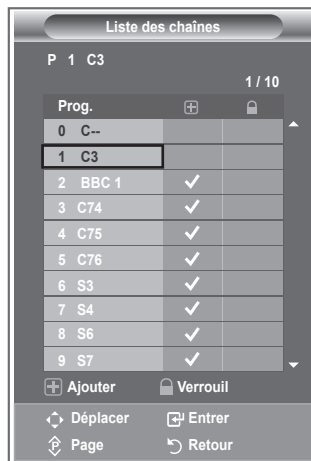 Liste des chaînes
P 1 C3
1 / 10
Prog.
0 C--
1 C3
2 BBC 1
3 C74
4 C75
5 C76
6 S3
7 S4
8 S6
9 S7
Ajouter Verrouil
Déplacer Entrer
P Page Retour